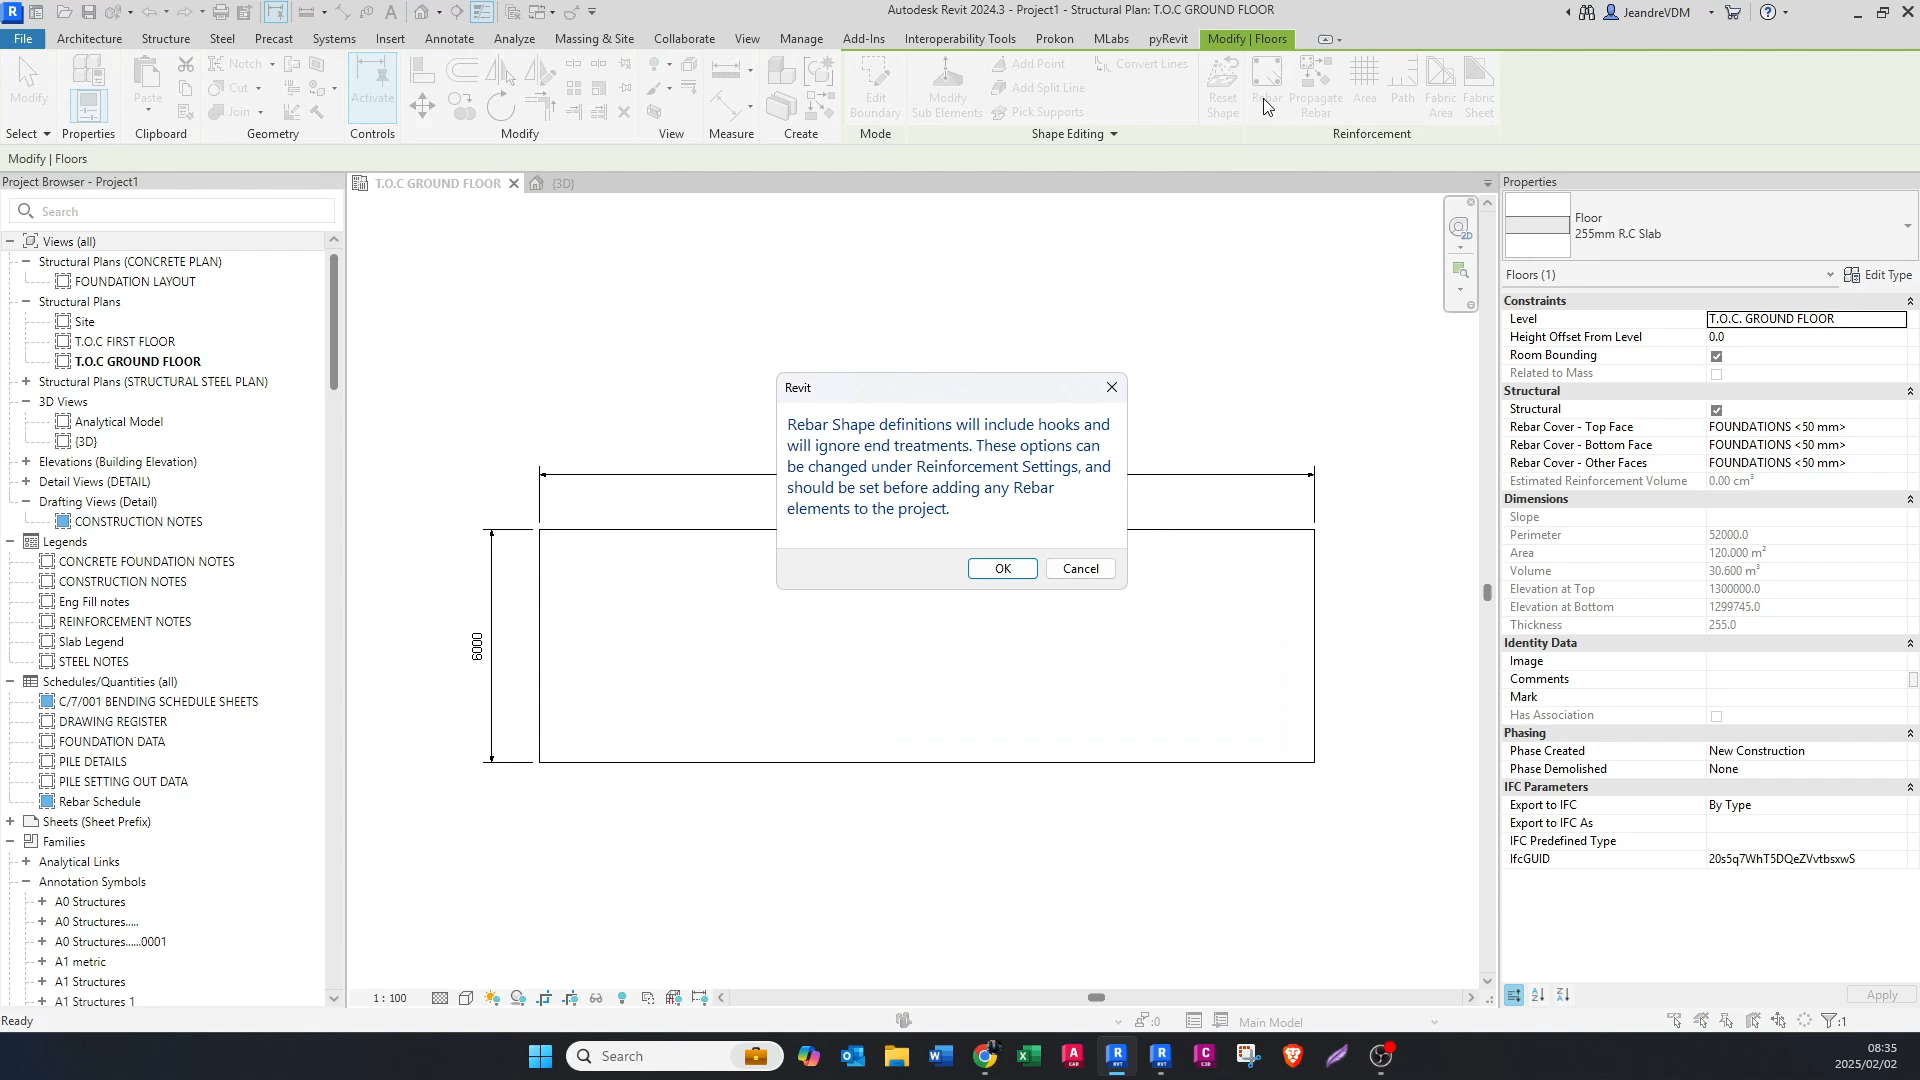 Autodesk Revit 2024.3 - Project1 - Structural Plan: T.O.C GROUND FLOOR
JeandreVDM
File
Architecture
Structure
Steel
Precast
Systems
Insert
Annotate
Analyze
Massing & Site
Collaborate
View
Manage
Add-Ins
Interoperability Tools
Prokon
MLabs
pyRevit
Modify | Floors
Modify
Paste
Notch
Cut
Join
Activate
Edit
Boundary
Modify
Sub Elements
Add Point
Add Split Line
Pick Supports
Convert Lines
Reset
Shape
Rebar
Propagate
Rebar
Area
Path
Fabric
Area
Fabric
Sheet
Select
Properties
Clipboard
Geometry
Controls
Modify
View
Measure
Create
Mode
Shape Editing
Reinforcement
Modify | Floors
Project Browser - Project1
Search
Views (all)
Structural Plans (CONCRETE PLAN)
FOUNDATION LAYOUT
Structural Plans
Site
T.O.C FIRST FLOOR
T.O.C GROUND FLOOR
Structural Plans (STRUCTURAL STEEL PLAN)
3D Views
Analytical Model
{3D}
Elevations (Building Elevation)
Detail Views (DETAIL)
Drafting Views (Detail)
CONSTRUCTION NOTES
Legends
CONCRETE FOUNDATION NOTES
CONSTRUCTION NOTES
Eng Fill notes
REINFORCEMENT NOTES
Slab Legend
STEEL NOTES
Schedules/Quantities (all)
C/7/001 BENDING SCHEDULE SHEETS
DRAWING REGISTER
FOUNDATION DATA
PILE DETAILS
PILE SETTING OUT DATA
Rebar Schedule
Sheets (Sheet Prefix)
Families
Analytical Links
Annotation Symbols
A0 Structures
A0 Structures.....
A0 Structures......0001
A1 metric
A1 Structures
A1 Structures 1
T.O.C GROUND FLOOR
{3D}
2D
Revit
Rebar Shape definitions will include hooks and
will ignore end treatments. These options can
be changed under Reinforcement Settings, and
should be set before adding any Rebar
elements to the project.
OK
Cancel
6000
1 : 100
Properties
Floor
255mm R.C Slab
Floors (1)
Edit Type
Constraints
Level T.O.C. GROUND FLOOR
Height Offset From Level 0.0
Room Bounding
Related to Mass
Structural
Structural
Rebar Cover - Top Face FOUNDATIONS <50 mm>
Rebar Cover - Bottom Face FOUNDATIONS <50 mm>
Rebar Cover - Other Faces FOUNDATIONS <50 mm>
Estimated Reinforcement Volume 0.00 cm³
Dimensions
Slope
Perimeter 52000.0
Area 120.000 m²
Volume 30.600 m³
Elevation at Top 1300000.0
Elevation at Bottom 1299745.0
Thickness 255.0
Identity Data
Image
Comments
Mark
Has Association
Phasing
Phase Created New Construction
Phase Demolished None
IFC Parameters
Export to IFC By Type
Export to IFC As
IFC Predefined Type
IfcGUID 20s5q7WhT5DQeZVvtbsxwS
Apply
Ready
:0
Main Model
:1
Search
08:35
2025/02/02